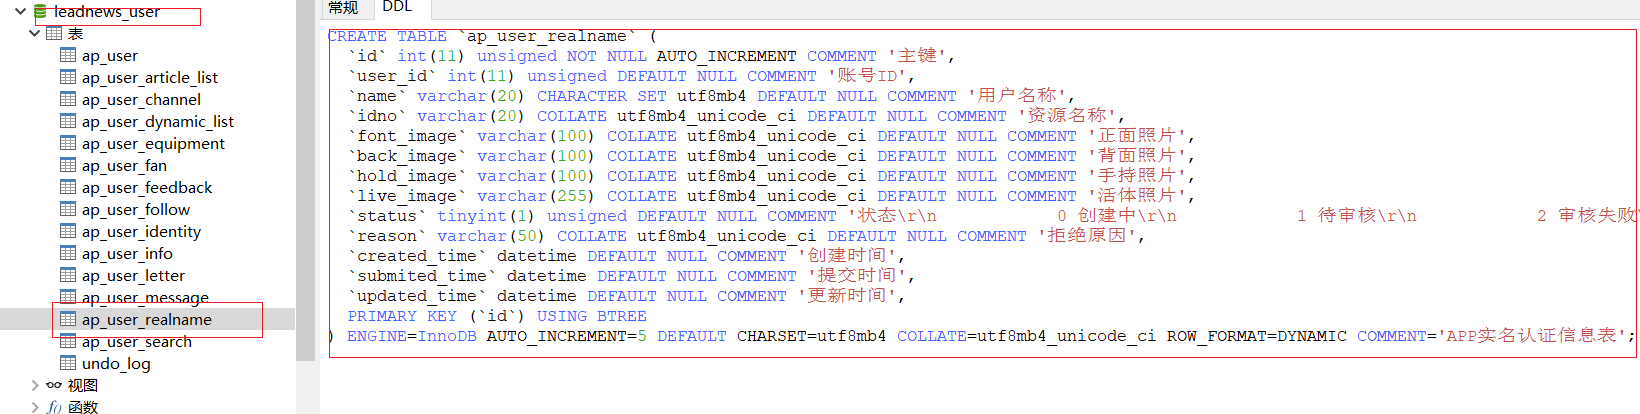 leadnews_user
表
ap_user
ap_user_article_list
ap_user_channel
ap_user_dynamic_list
ap_user_equipment
ap_user_fan
ap_user_feedback
ap_user_follow
ap_user_identity
ap_user_info
ap_user_letter
ap_user_message
ap_user_realname
ap_user_search
undo_log
视图
f() 函数
常规 DDL
CREATE TABLE `ap_user_realname` (
`id` int(11) unsigned NOT NULL AUTO_INCREMENT COMMENT '主键',
`user_id` int(11) unsigned DEFAULT NULL COMMENT '账号ID',
`name` varchar(20) CHARACTER SET utf8mb4 DEFAULT NULL COMMENT '用户名称',
`idno` varchar(20) COLLATE utf8mb4_unicode_ci DEFAULT NULL COMMENT '资源名称',
`font_image` varchar(100) COLLATE utf8mb4_unicode_ci DEFAULT NULL COMMENT '正面照片',
`back_image` varchar(100) COLLATE utf8mb4_unicode_ci DEFAULT NULL COMMENT '背面照片',
`hold_image` varchar(100) COLLATE utf8mb4_unicode_ci DEFAULT NULL COMMENT '手持照片',
`live_image` varchar(255) COLLATE utf8mb4_unicode_ci DEFAULT NULL COMMENT '活体照片',
`status` tinyint(1) unsigned DEFAULT NULL COMMENT '状态\r\n 0 创建中\r\n 1 待审核\r\n 2 审核失败\
`reason` varchar(50) COLLATE utf8mb4_unicode_ci DEFAULT NULL COMMENT '拒绝原因',
`created_time` datetime DEFAULT NULL COMMENT '创建时间',
`submited_time` datetime DEFAULT NULL COMMENT '提交时间',
`updated_time` datetime DEFAULT NULL COMMENT '更新时间',
PRIMARY KEY (`id`) USING BTREE
) ENGINE=InnoDB AUTO_INCREMENT=5 DEFAULT CHARSET=utf8mb4 COLLATE=utf8mb4_unicode_ci ROW_FORMAT=DYNAMIC COMMENT='APP实名认证信息表';